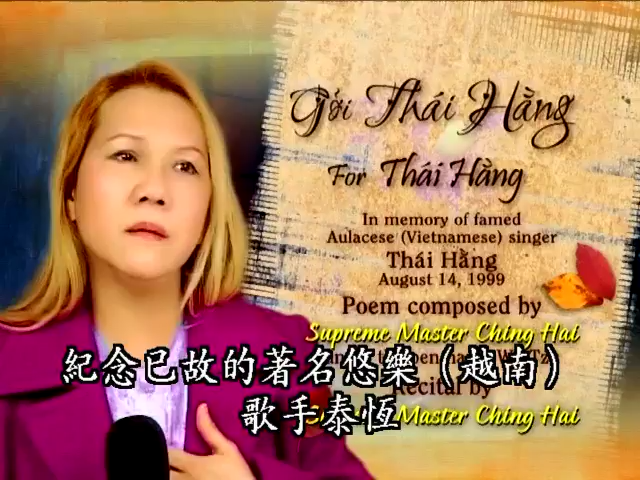 Gởi Thái Hằng
For Thái Hằng
In memory of famed
Aulacese (Vietnamese) singer
Thái Hằng
August 14, 1999
Poem composed by
Supreme Master Ching Hai
Recital by
Master Ching Hai
紀念已故的著名悠樂（越南）
歌手泰恆